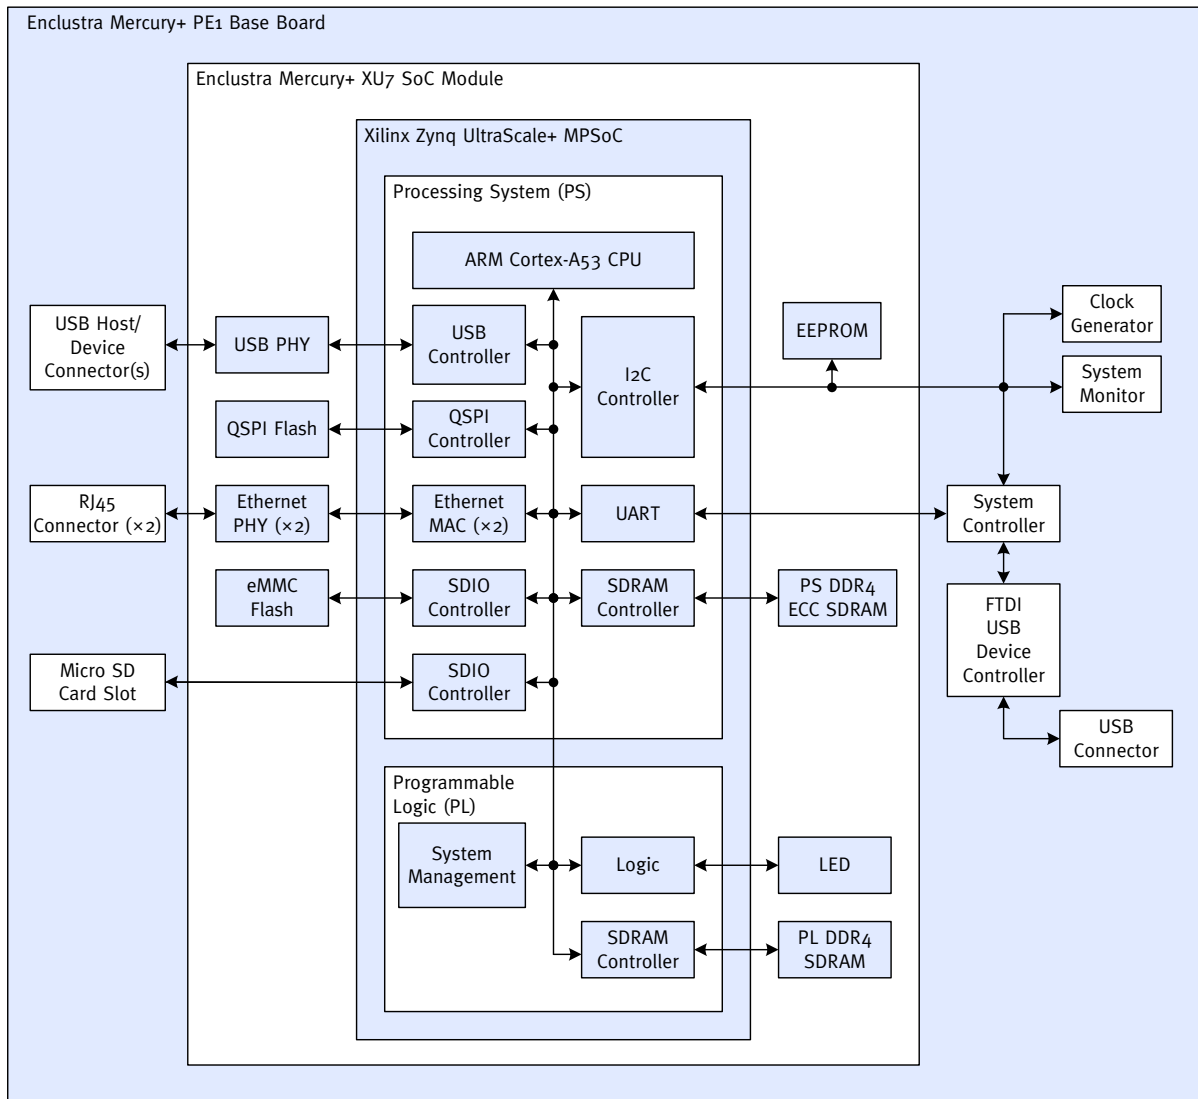 Enclustra Mercury+ PE1 Base Board
Enclustra Mercury+ XU7 SoC Module
Xilinx Zynq UltraScale+ MPSoC
Processing System (PS)
ARM Cortex-A53 CPU
USB Host/
Device
Connector(s)
USB PHY
USB
Controller
I2C
Controller
EEPROM
Clock
Generator
System
Monitor
QSPI Flash
QSPI
Controller
RJ45
Connector (×2)
Ethernet
PHY (×2)
Ethernet
MAC (×2)
UART
System
Controller
eMMC
Flash
SDIO
Controller
SDRAM
Controller
PS DDR4
ECC SDRAM
FTDI
USB
Device
Controller
Micro SD
Card Slot
SDIO
Controller
USB
Connector
Programmable
Logic (PL)
System
Management
Logic
LED
SDRAM
Controller
PL DDR4
SDRAM